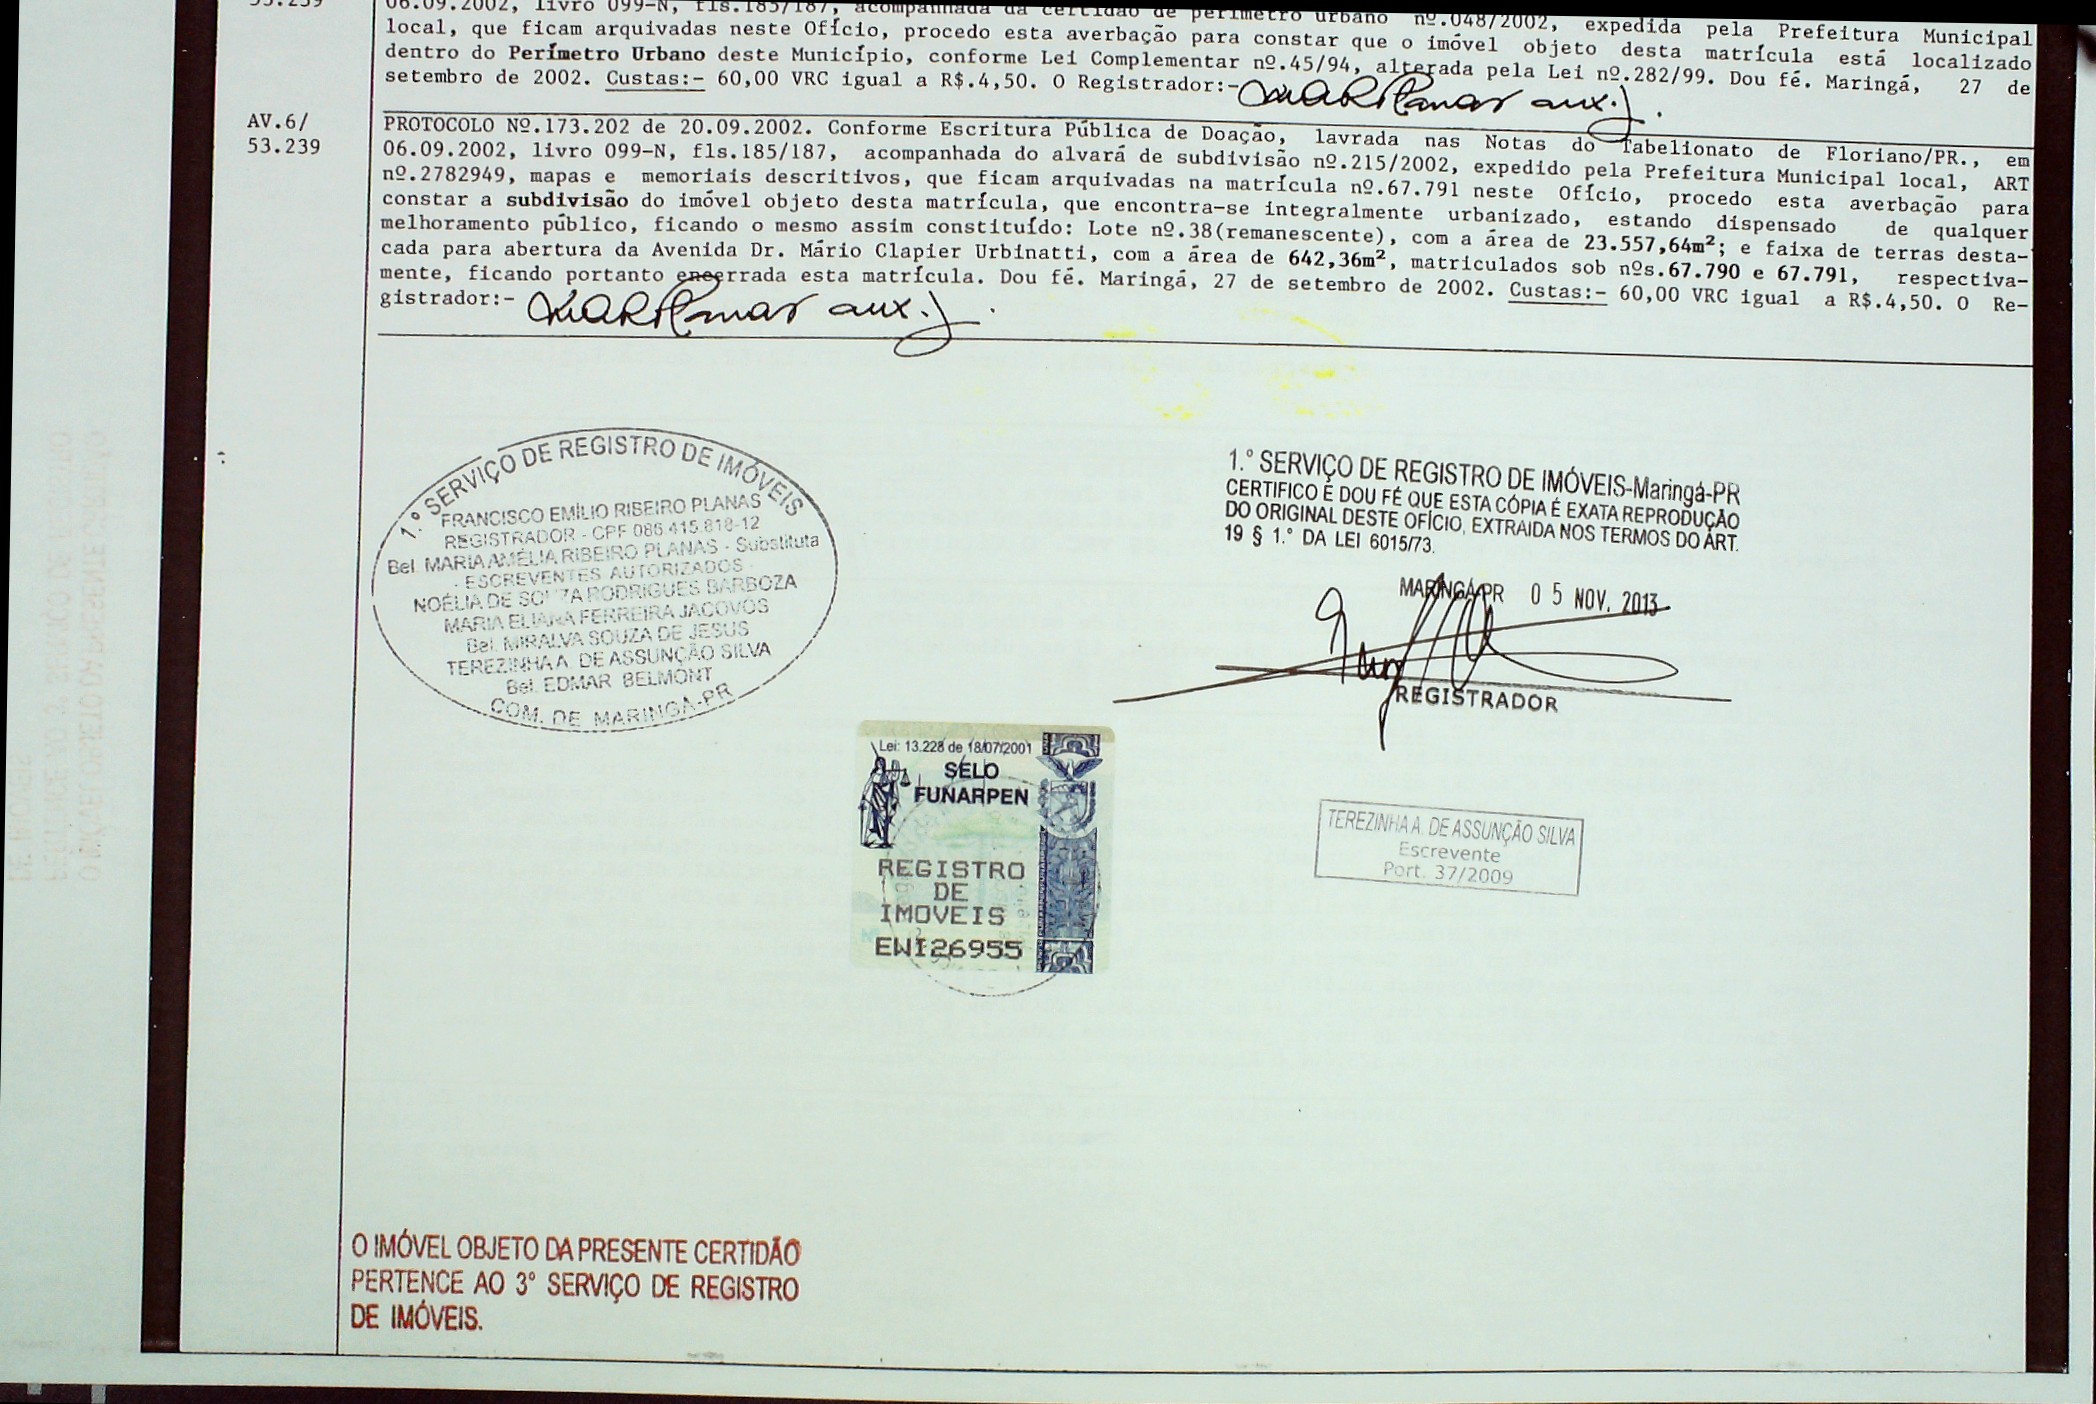 53.239
06.09.2002, livro 099-N, fls.185/187, acompanhada da certidão de perímetro urbano nº.048/2002, expedida pela Prefeitura Municipal
local, que ficam arquivadas neste Ofício, procedo esta averbação para constar que o imóvel objeto desta matrícula está localizado
dentro do Perímetro Urbano deste Município, conforme Lei Complementar nº.45/94, alterada pela Lei nº.282/99. Dou fé. Maringá, 27 de
setembro de 2002. Custas:- 60,00 VRC igual a R$.4,50. O Registrador:-
AV.6/
53.239
PROTOCOLO Nº.173.202 de 20.09.2002. Conforme Escritura Pública de Doação, lavrada nas Notas do Tabelionato de Floriano/PR., em
06.09.2002, livro 099-N, fls.185/187, acompanhada do alvará de subdivisão nº.215/2002, expedido pela Prefeitura Municipal local, ART
nº.2782949, mapas e memoriais descritivos, que ficam arquivadas na matrícula nº.67.791 neste Ofício, procedo esta averbação para
constar a subdivisão do imóvel objeto desta matrícula, que encontra-se integralmente urbanizado, estando dispensado de qualquer
melhoramento público, ficando o mesmo assim constituído: Lote nº.38(remanescente), com a área de 23.557,64m²; e faixa de terras desta-
cada para abertura da Avenida Dr. Mário Clapier Urbinatti, com a área de 642,36m², matriculados sob nºs.67.790 e 67.791, respectiva-
mente, ficando portanto encerrada esta matrícula. Dou fé. Maringá, 27 de setembro de 2002. Custas:- 60,00 VRC igual a R$.4,50. O Re-
gistrador:-
1.º SERVIÇO DE REGISTRO DE IMÓVEIS
FRANCISCO EMÍLIO RIBEIRO PLANAS
REGISTRADOR - CPF 086.415.818-12
Bel. MARIA AMÉLIA RIBEIRO PLANAS - Substituta
- ESCREVENTES AUTORIZADOS -
NOÉLIA DE SOUZA RODRIGUES BARBOZA
MARIA ELIANA FERREIRA JACOVÓS
Bel. MIRALVA SOUZA DE JESUS
TEREZINHA A. DE ASSUNÇÃO SILVA
Bel. EDMAR BELMONT
COM. DE MARINGÁ-PR
1.º SERVIÇO DE REGISTRO DE IMÓVEIS-Maringá-PR
CERTIFICO E DOU FÉ QUE ESTA CÓPIA É EXATA REPRODUÇÃO
DO ORIGINAL DESTE OFÍCIO, EXTRAIDA NOS TERMOS DO ART.
19 § 1.º DA LEI 6015/73.
MARINGÁ-PR 05 NOV. 2013
REGISTRADOR
Lei: 13.228 de 18/07/2001
SELO
FUNARPEN
REGISTRO
DE
IMOVEIS
EWI26955
TEREZINHA A. DE ASSUNÇÃO SILVA
Escrevente
Port. 37/2009
O IMÓVEL OBJETO DA PRESENTE CERTIDÃO
PERTENCE AO 3º SERVIÇO DE REGISTRO
DE IMÓVEIS.